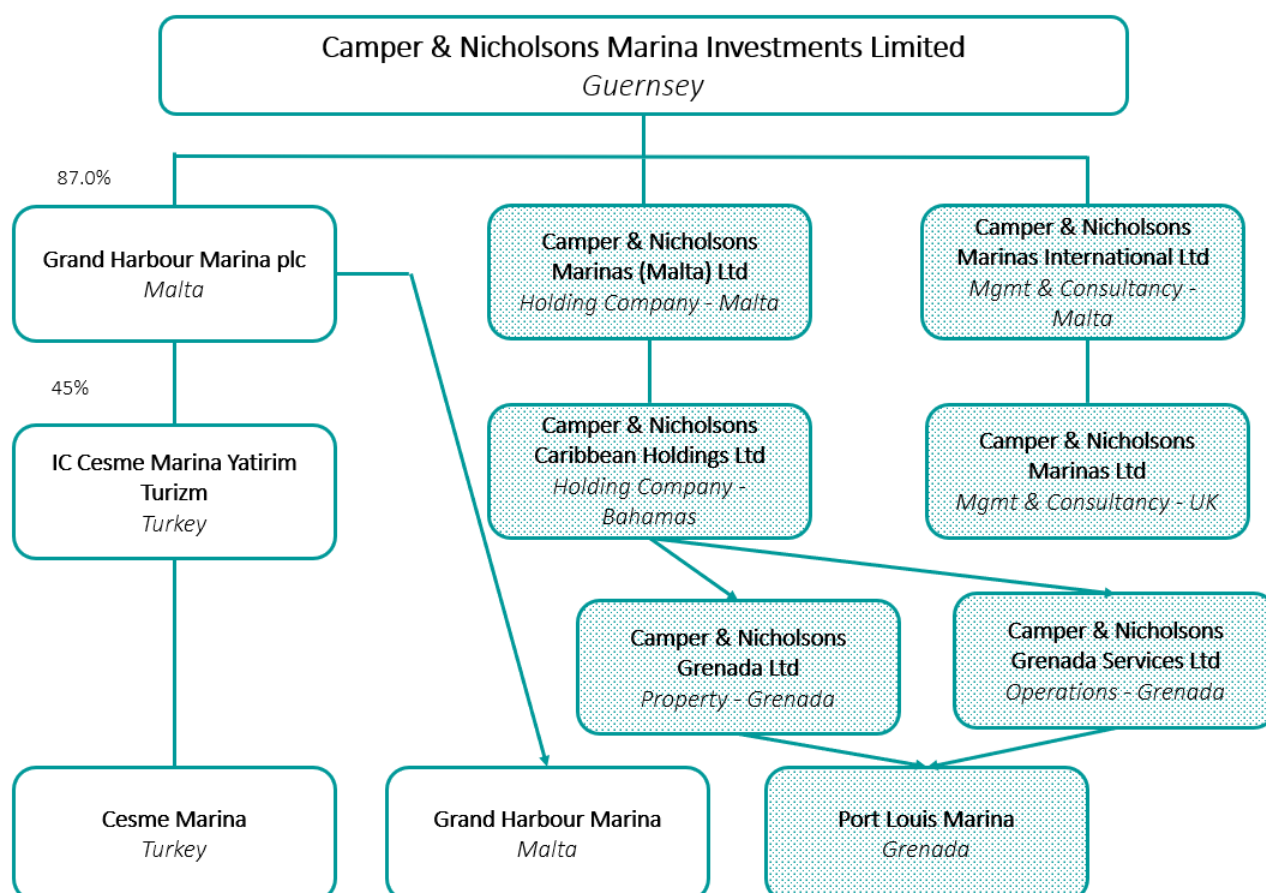 Camper & Nicholsons Marina Investments Limited
Guernsey
87.0%
Grand Harbour Marina plc
Malta
Camper & Nicholsons
Marinas (Malta) Ltd
Holding Company - Malta
Camper & Nicholsons
Marinas International Ltd
Mgmt & Consultancy -
Malta
45%
IC Cesme Marina Yatirim
Turizm
Turkey
Camper & Nicholsons
Caribbean Holdings Ltd
Holding Company -
Bahamas
Camper & Nicholsons
Marinas Ltd
Mgmt & Consultancy - UK
Camper & Nicholsons
Grenada Ltd
Property - Grenada
Camper & Nicholsons
Grenada Services Ltd
Operations - Grenada
Cesme Marina
Turkey
Grand Harbour Marina
Malta
Port Louis Marina
Grenada